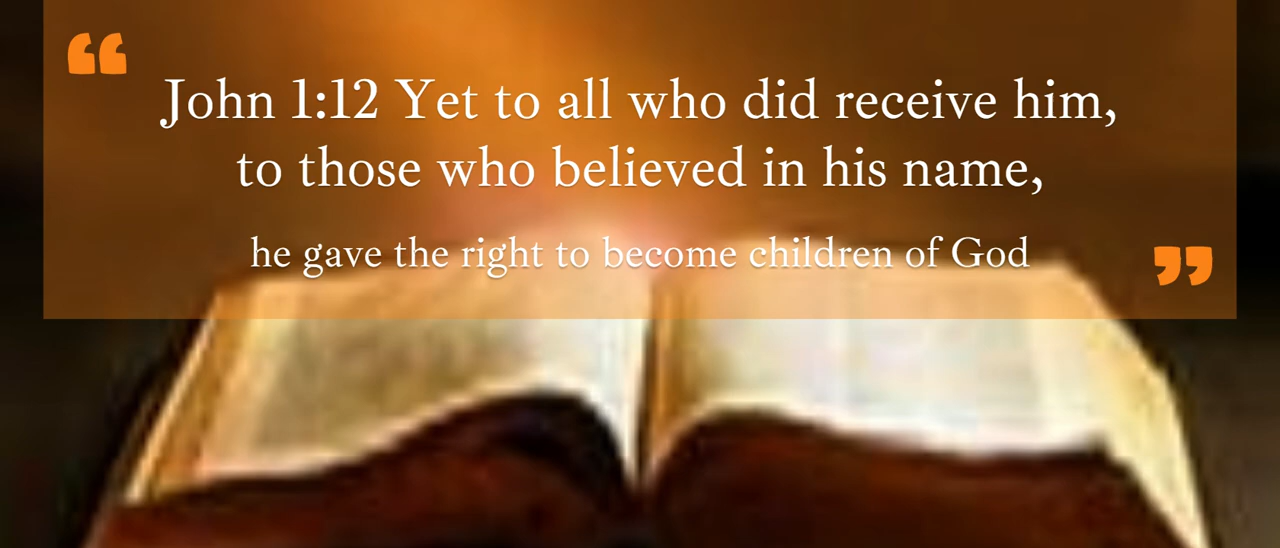 “
John 1:12 Yet to all who did receive him,
to those who believed in his name,
he gave the right to become children of God
”